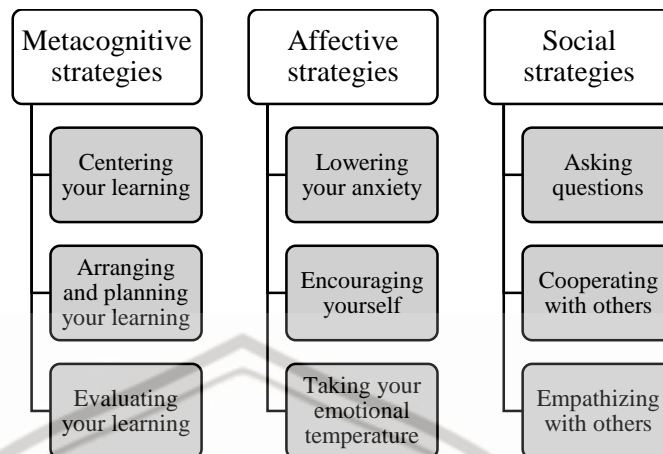 Metacognitive
strategies
Centering
your learning
Arranging
and planning
your learning
Evaluating
your learning
Affective
strategies
Lowering
your anxiety
Encouraging
yourself
Taking your
emotional
temperature
Social
strategies
Asking
questions
Cooperating
with others
Empathizing
with others